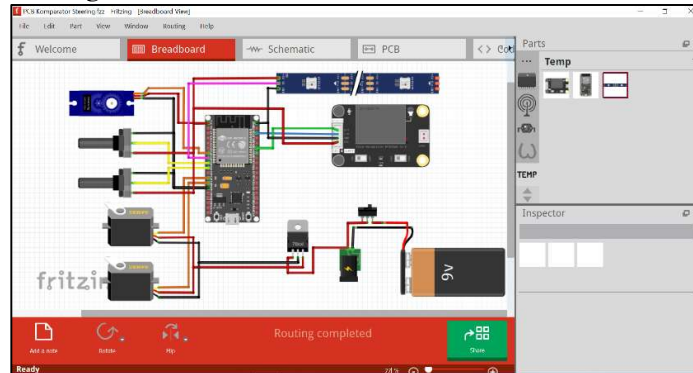 PCB Komparator Steering.fzz - Fritzing - [Breadboard View]
File Edit Part View Window Routing Help
Welcome
Breadboard
Schematic
PCB
Parts
Temp
TEMP
Inspector
9v
fritzin
Add a note
Rotate
Flip
Routing completed
Share
Ready